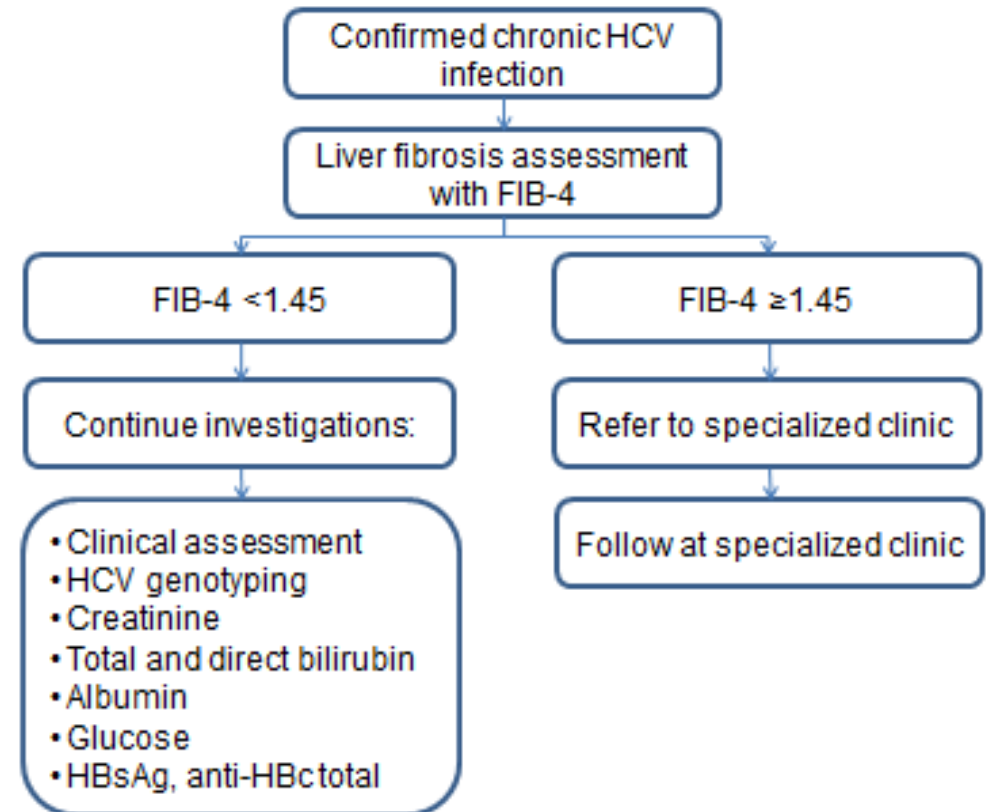 Confirmed chronic HCV
infection
Liver fibrosis assessment
with FIB-4
FIB-4 <1.45
FIB-4 ≥1.45
Continue investigations:
Refer to specialized clinic
• Clinical assessment
• HCV genotyping
• Creatinine
• Total and direct bilirubin
• Albumin
• Glucose
• HBsAg, anti-HBc total
Follow at specialized clinic